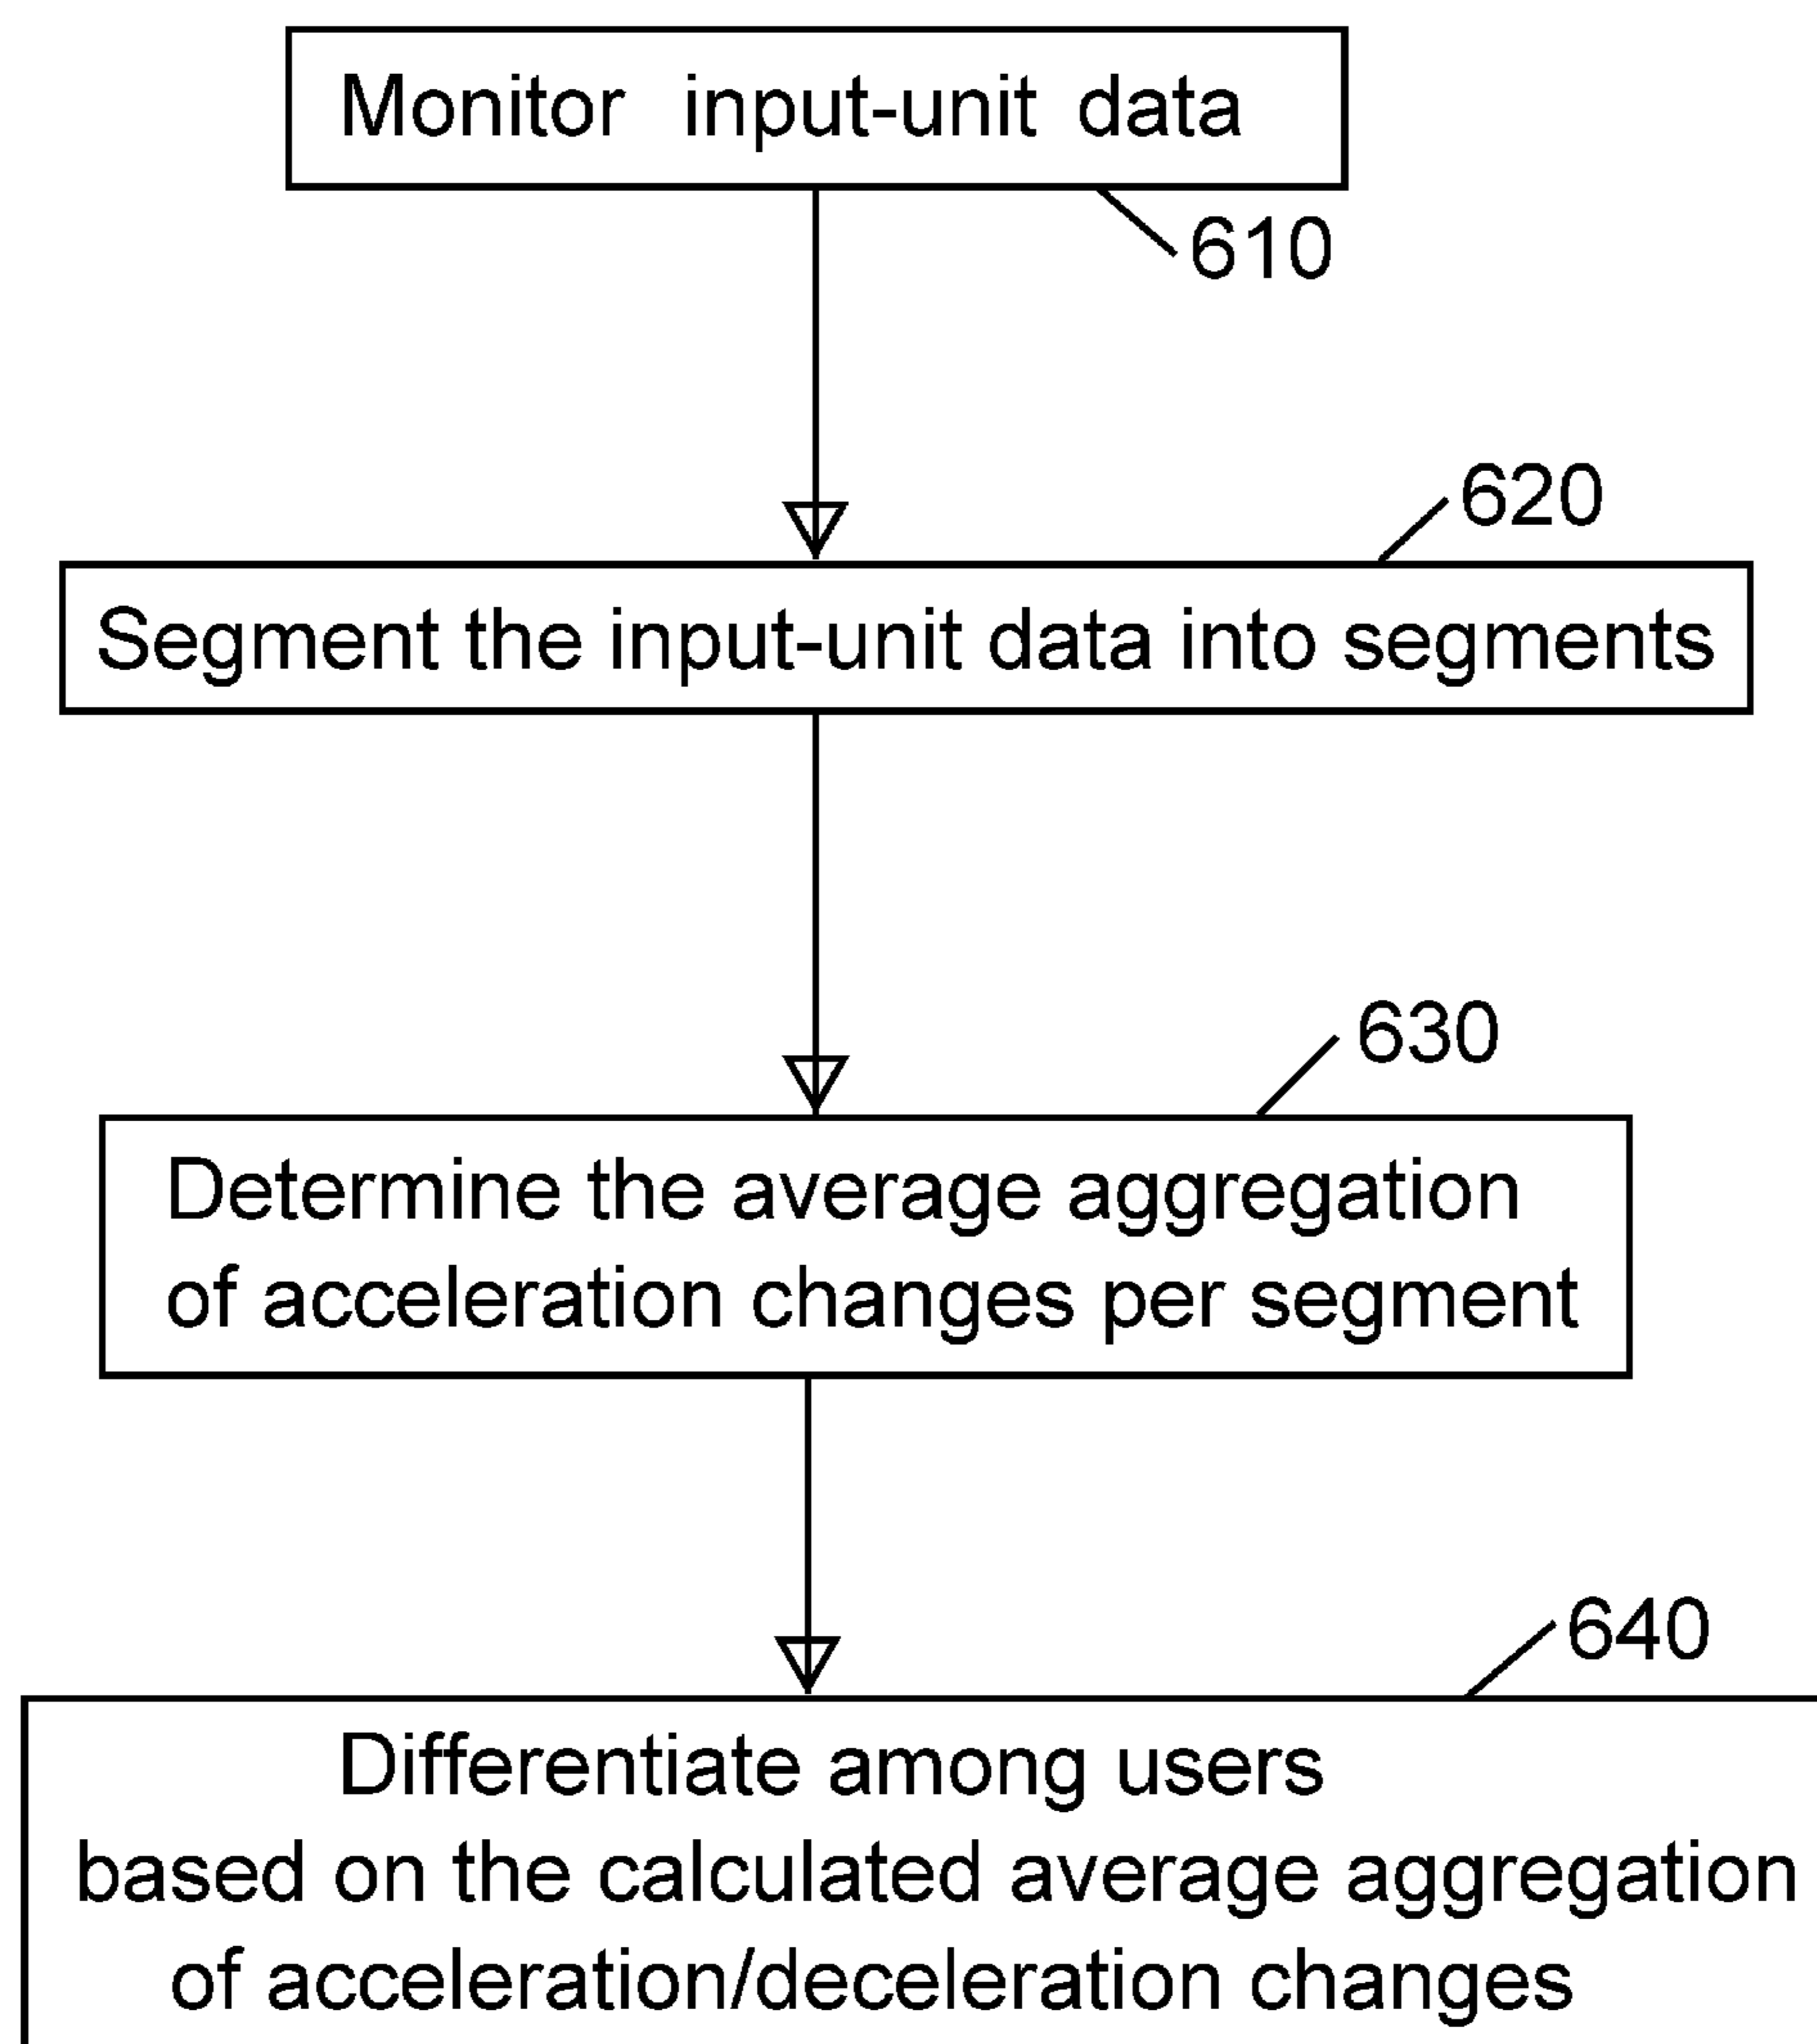 Monitor input-unit data
610
620
Segment the input-unit data into segments
630
Determine the average aggregation
of acceleration changes per segment
640
Differentiate among users
based on the calculated average aggregation
of acceleration/deceleration changes